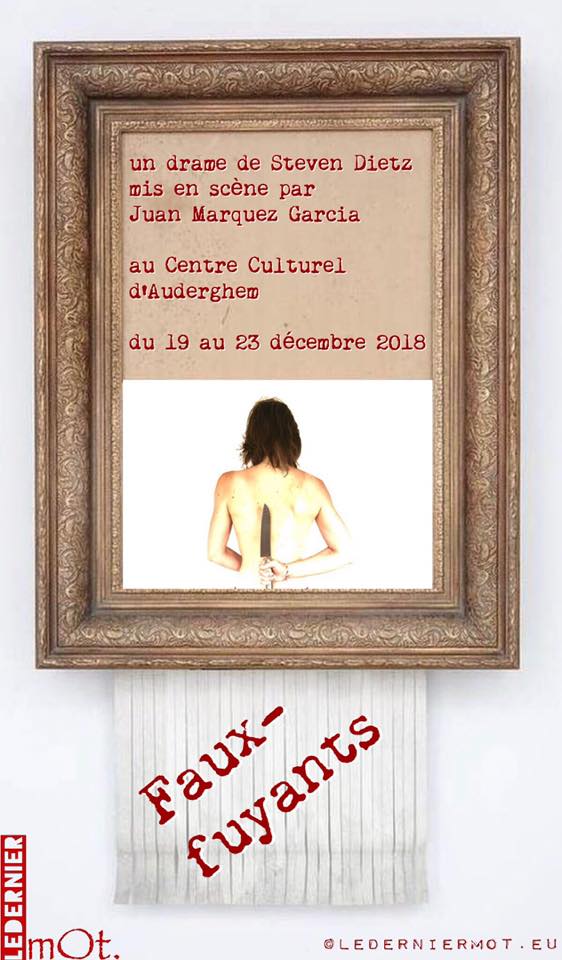 un drame de Steven Dietz
mis en scène par
Juan Marquez Garcia
au Centre Culturel
d'Auderghem
du 19 au 23 décembre 2018
Faux-
fuyants
LEDERNIER
mOt.
©LEDERNIERMOT.EU